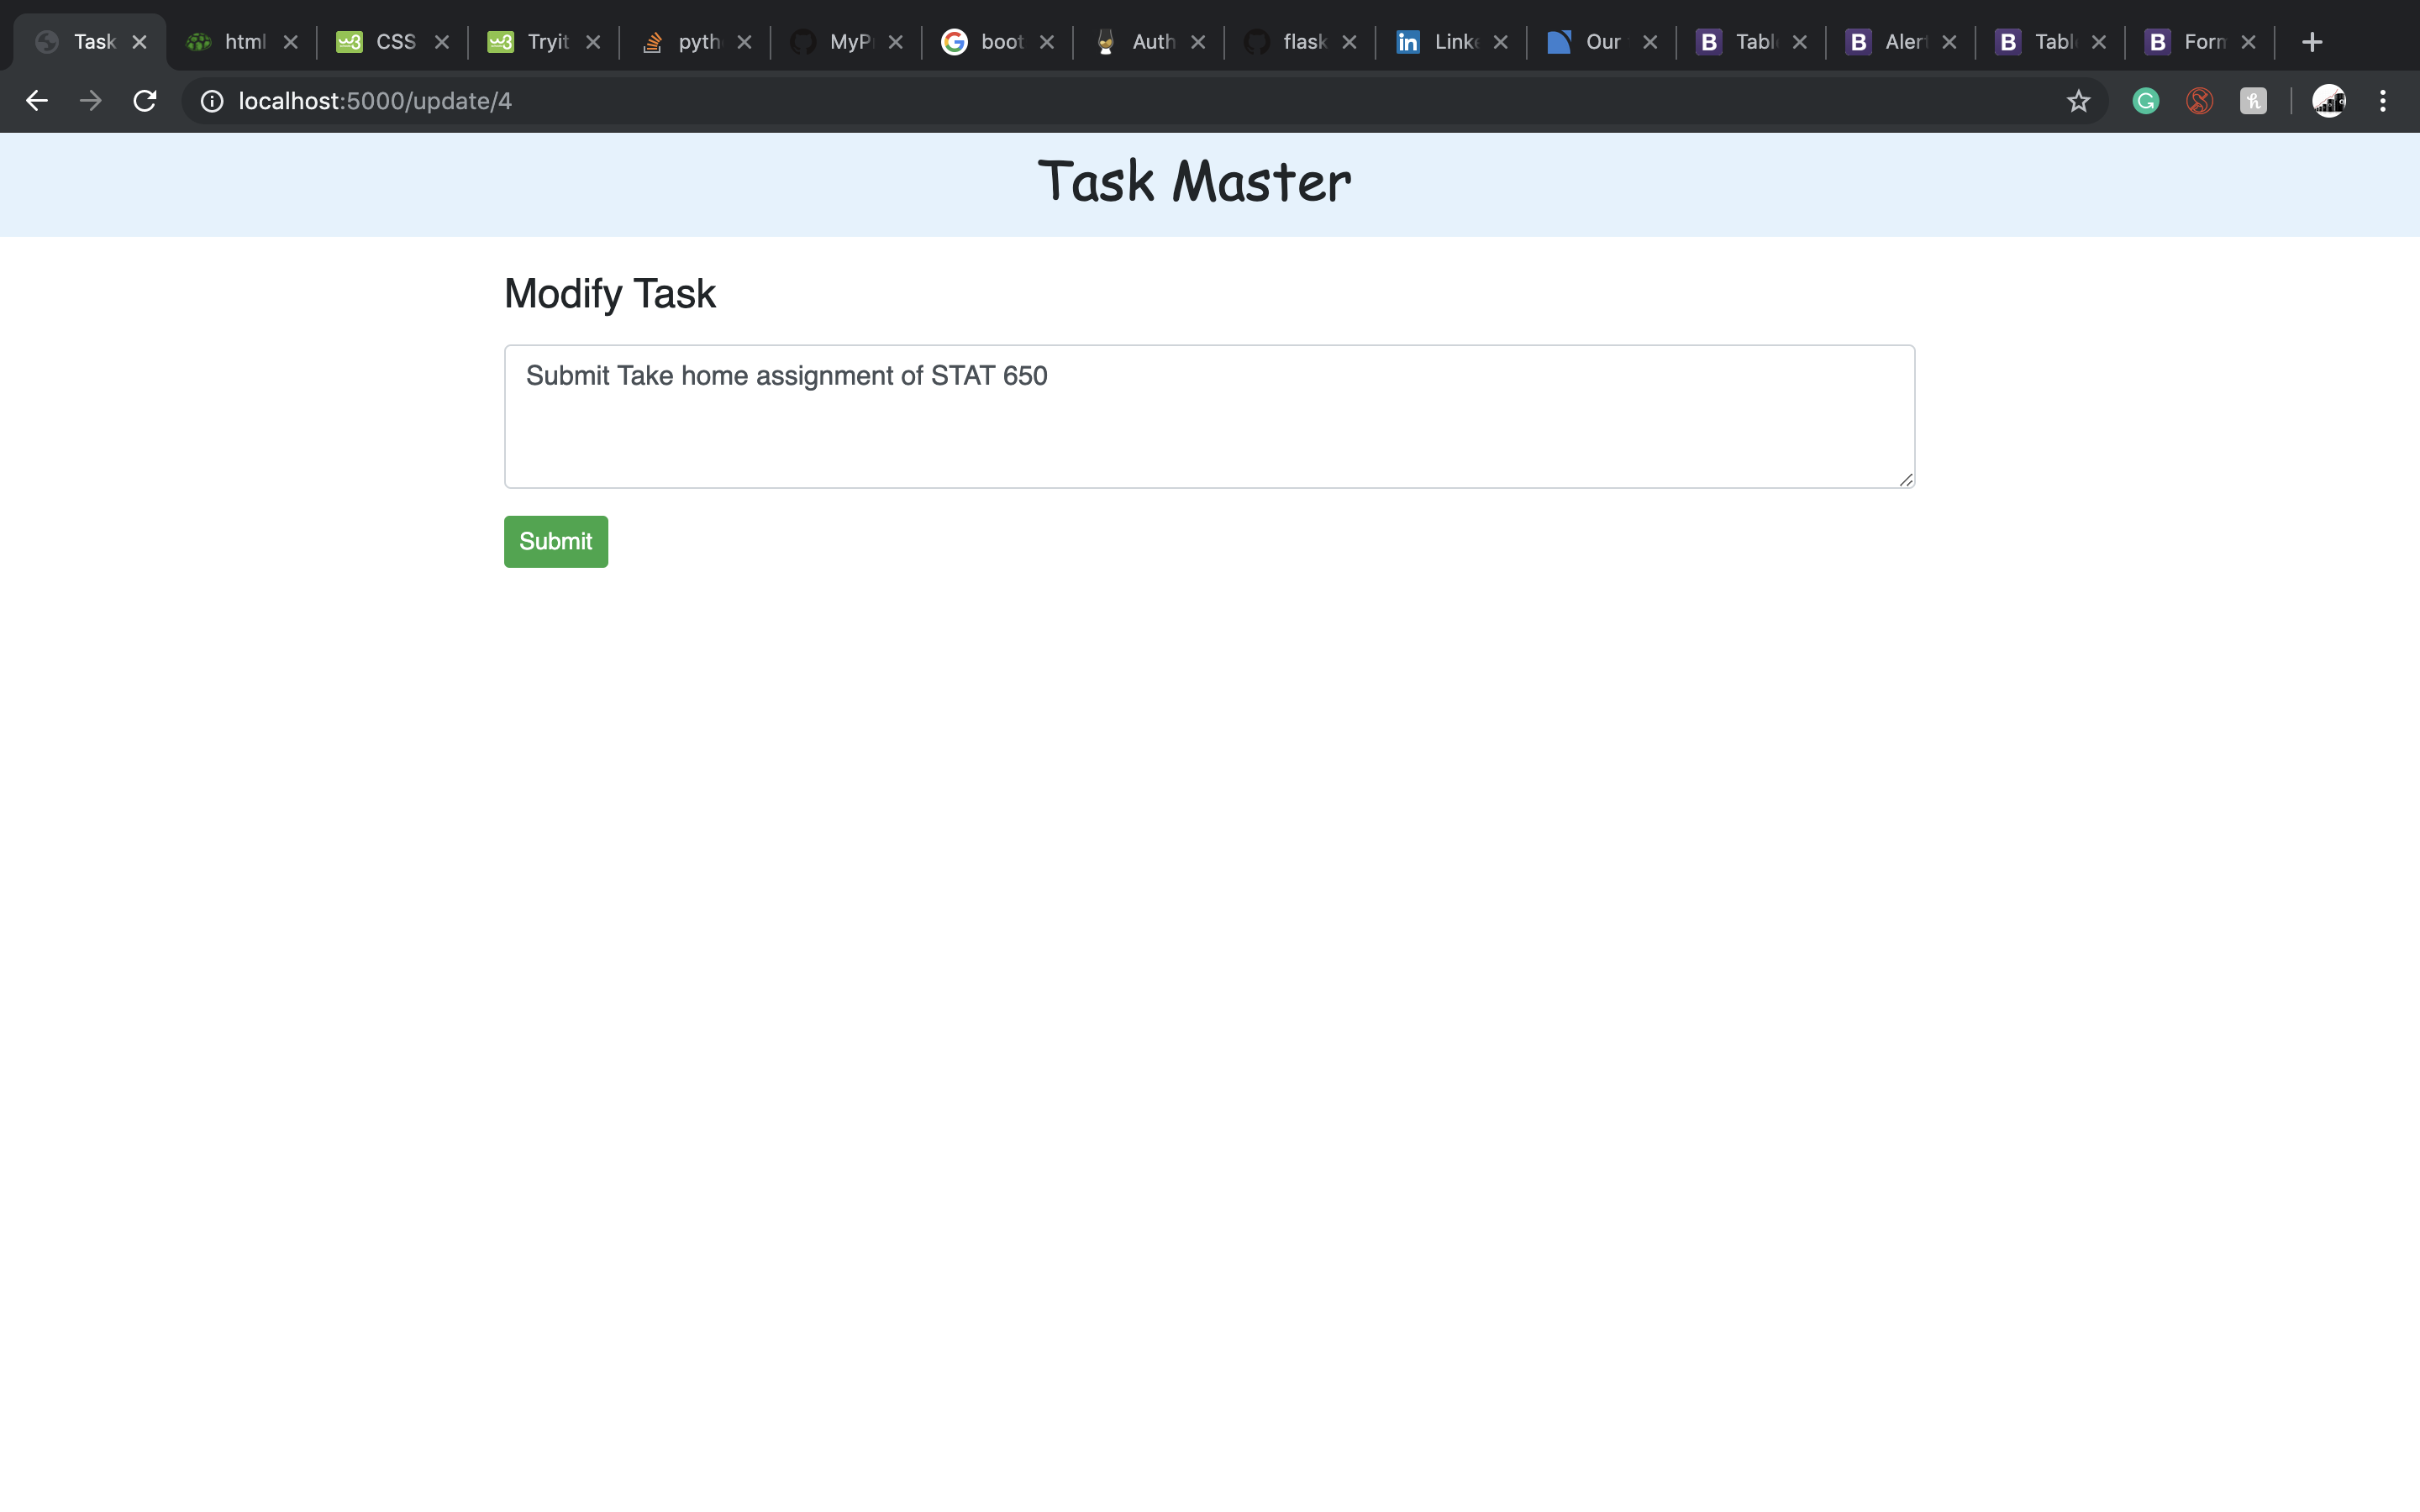 Task html CSS Tryit pyth MyP boot Auth flask Link Our Tabl Aler Tabl Form
localhost:5000/update/4
Task Master
Modify Task
Submit Take home assignment of STAT 650
Submit